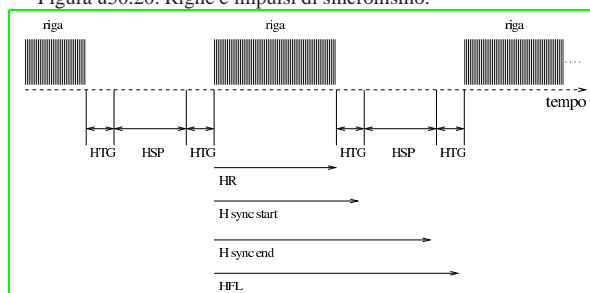 Figura u30.20. Righe e impulsi di sincronismo.
riga riga riga
tempo
HTG HSP HTG HTG HSP HTG
HR
H sync start
H sync end
HFL